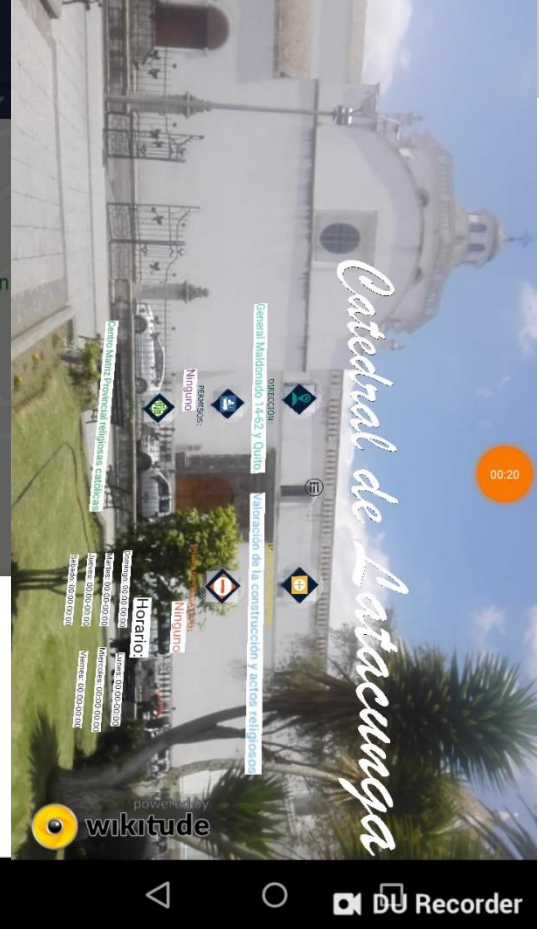 Catedral de Latacunga
DIRECCIÓN
General Maldonado 14-62 y Quito
Valoración de la construcción y actos religiosos
PERMISOS:
Ninguno
Ninguno
Centro Matriz Provincial religiosas católicas
Horario:
Domingo: 00:00-00:00
Lunes: 00:00-00:00
Martes: 00:00-00:00
Miercoles: 00:00-00:00
Jueves: 00:00-00:00
Viernes: 00:00-00:00
Sabado: 00:00-00:00
00:20
powered by
wikitude
DU Recorder